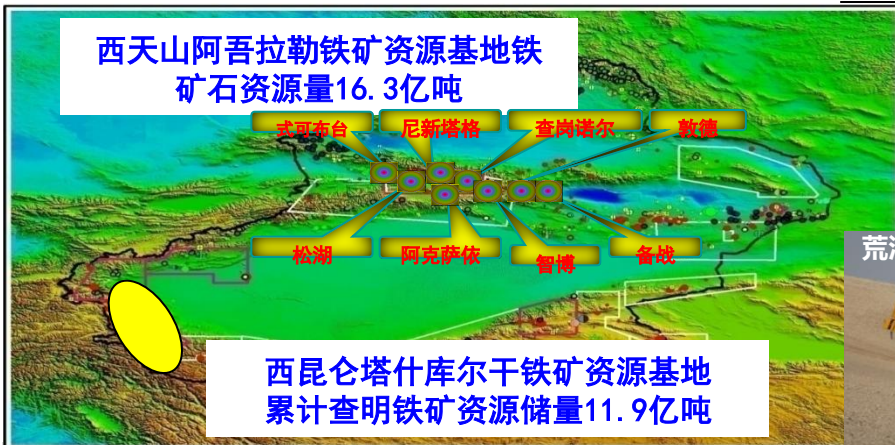 西天山阿吾拉勒铁矿资源基地铁
矿石资源量16.3亿吨
式可布台
尼新塔格
查岗诺尔
敦德
松湖
阿克萨依
智博
备战
荒漠
西昆仑塔什库尔干铁矿资源基地
累计查明铁矿资源储量11.9亿吨